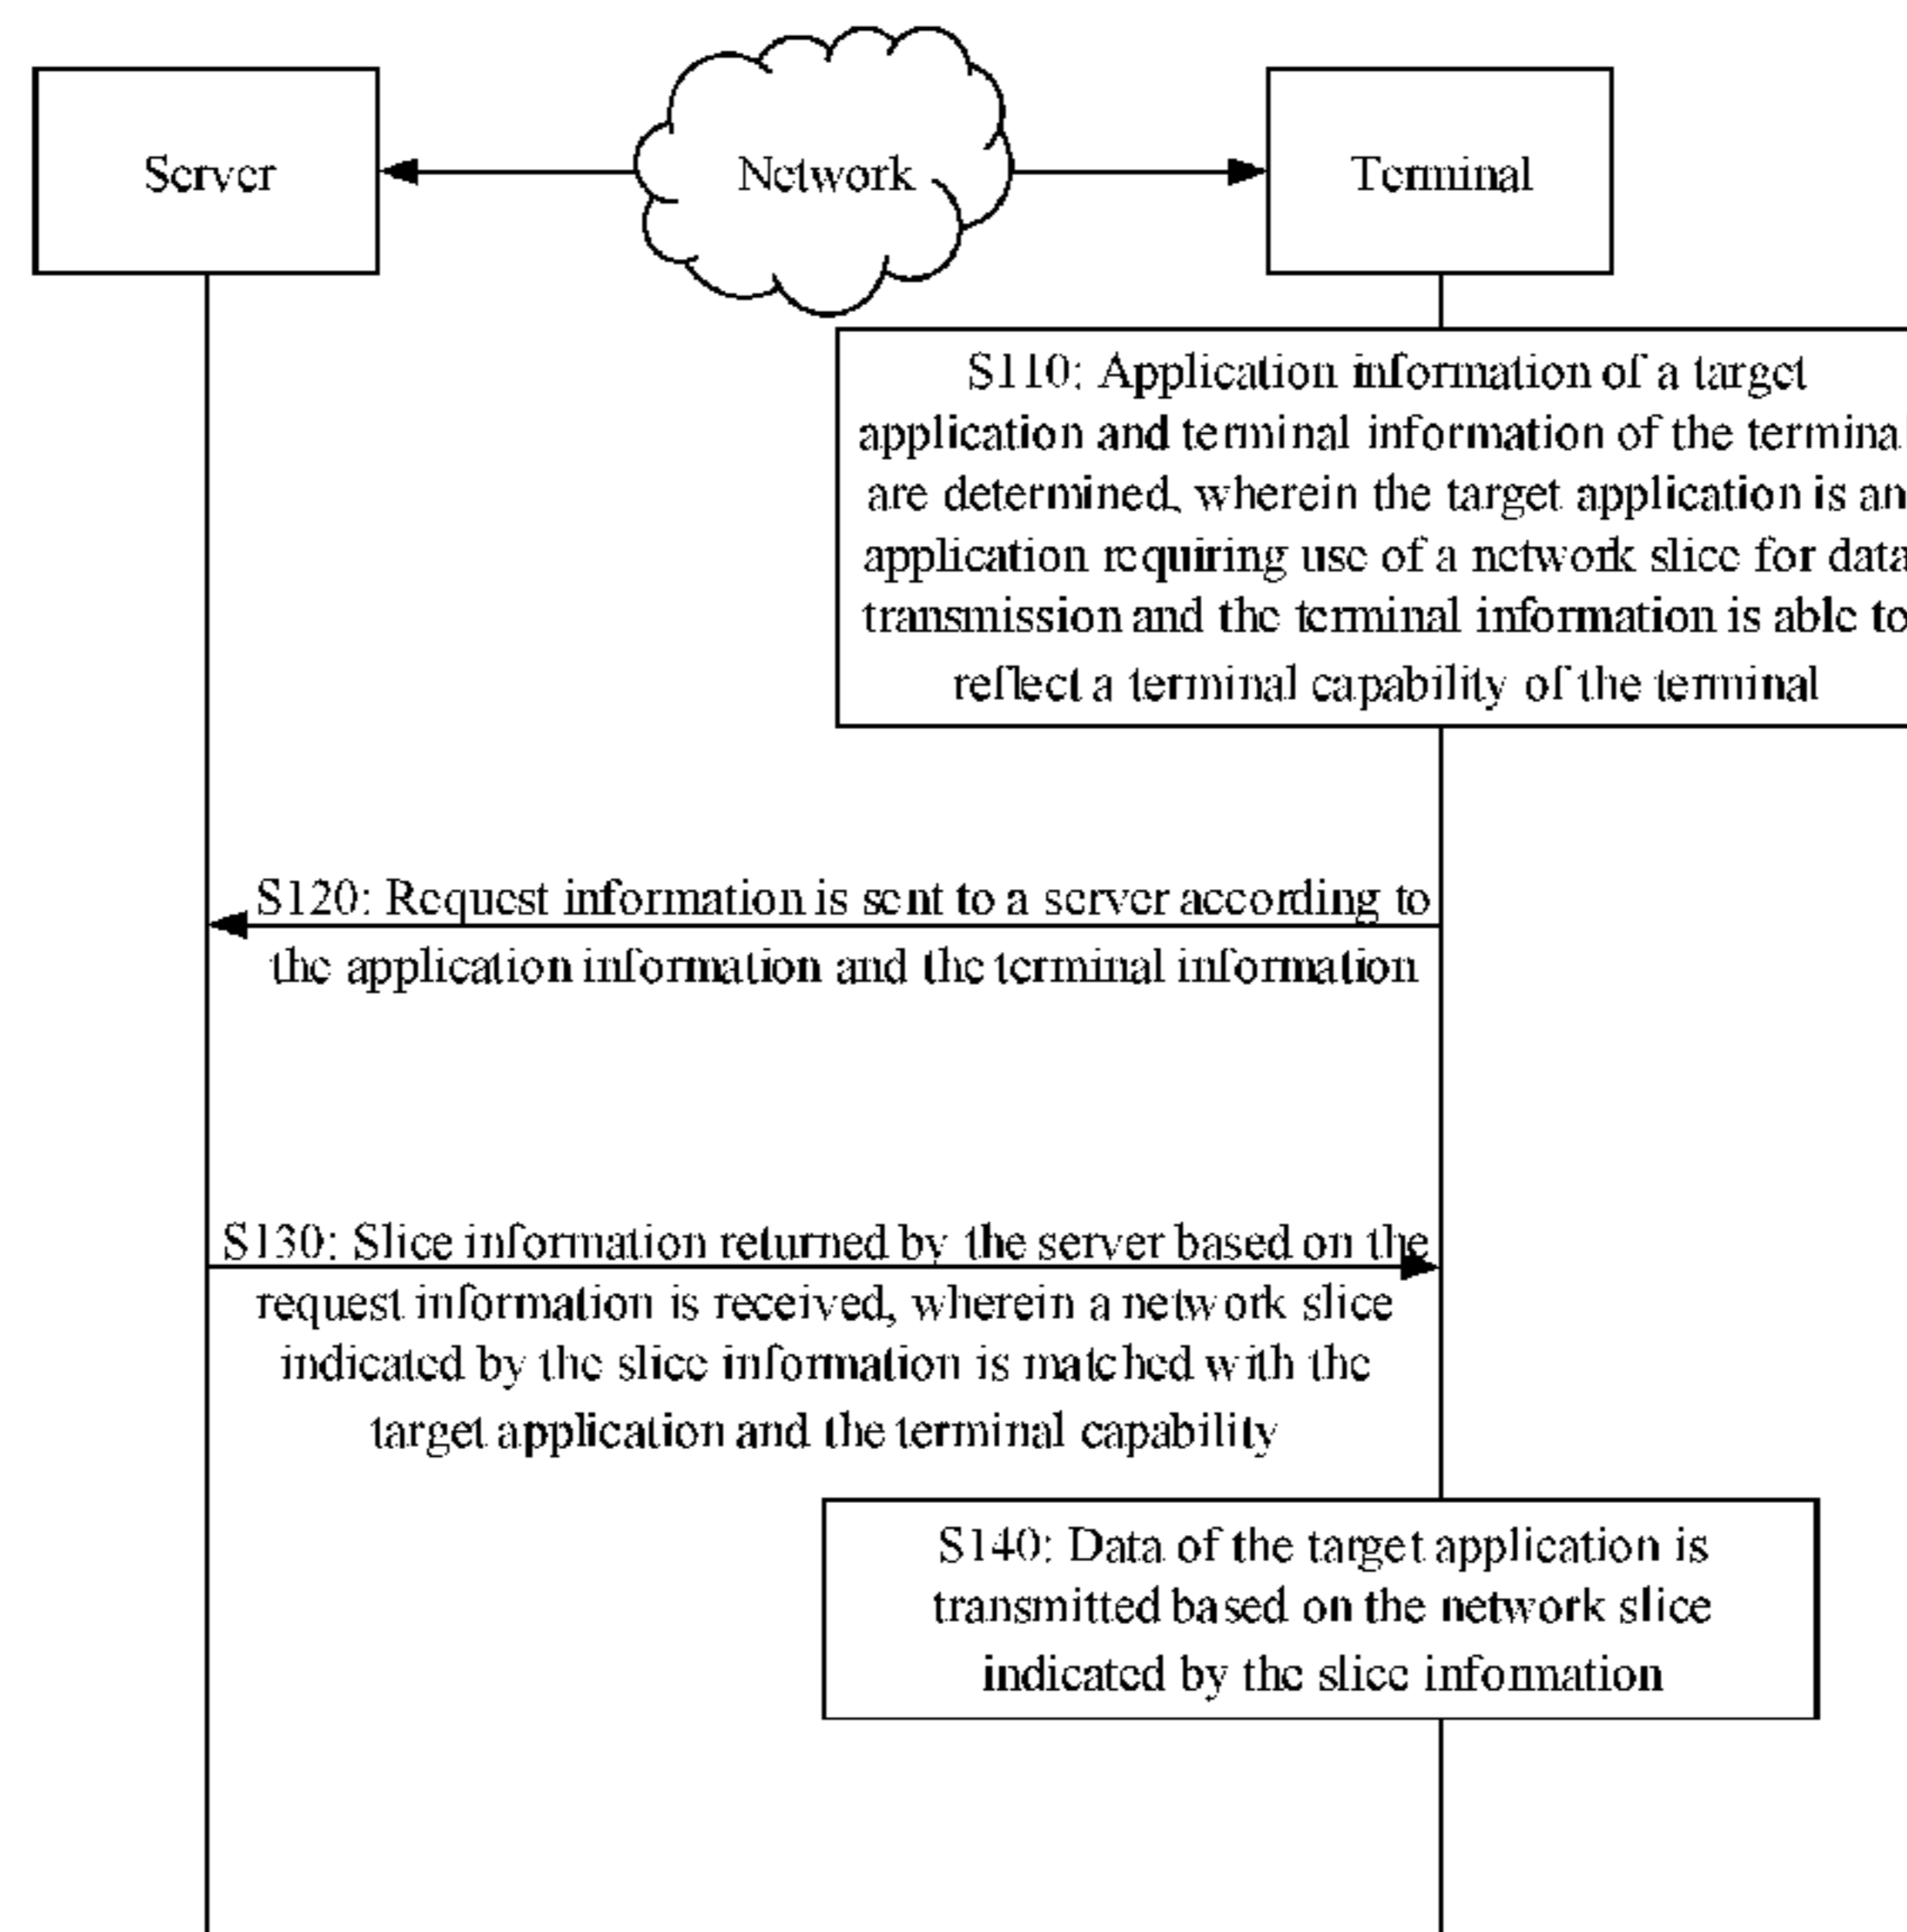 Server
Network
Terminal
S110: Application information of a target
application and terminal information of the terminal
are determined, wherein the target application is an
application requiring use of a network slice for data
transmission and the terminal information is able to
reflect a terminal capability of the terminal
S120: Request information is sent to a server according to
the application information and the terminal information
S130: Slice information returned by the server based on the
request information is received, wherein a network slice
indicated by the slice information is matched with the
target application and the terminal capability
S140: Data of the target application is
transmitted based on the network slice
indicated by the slice information